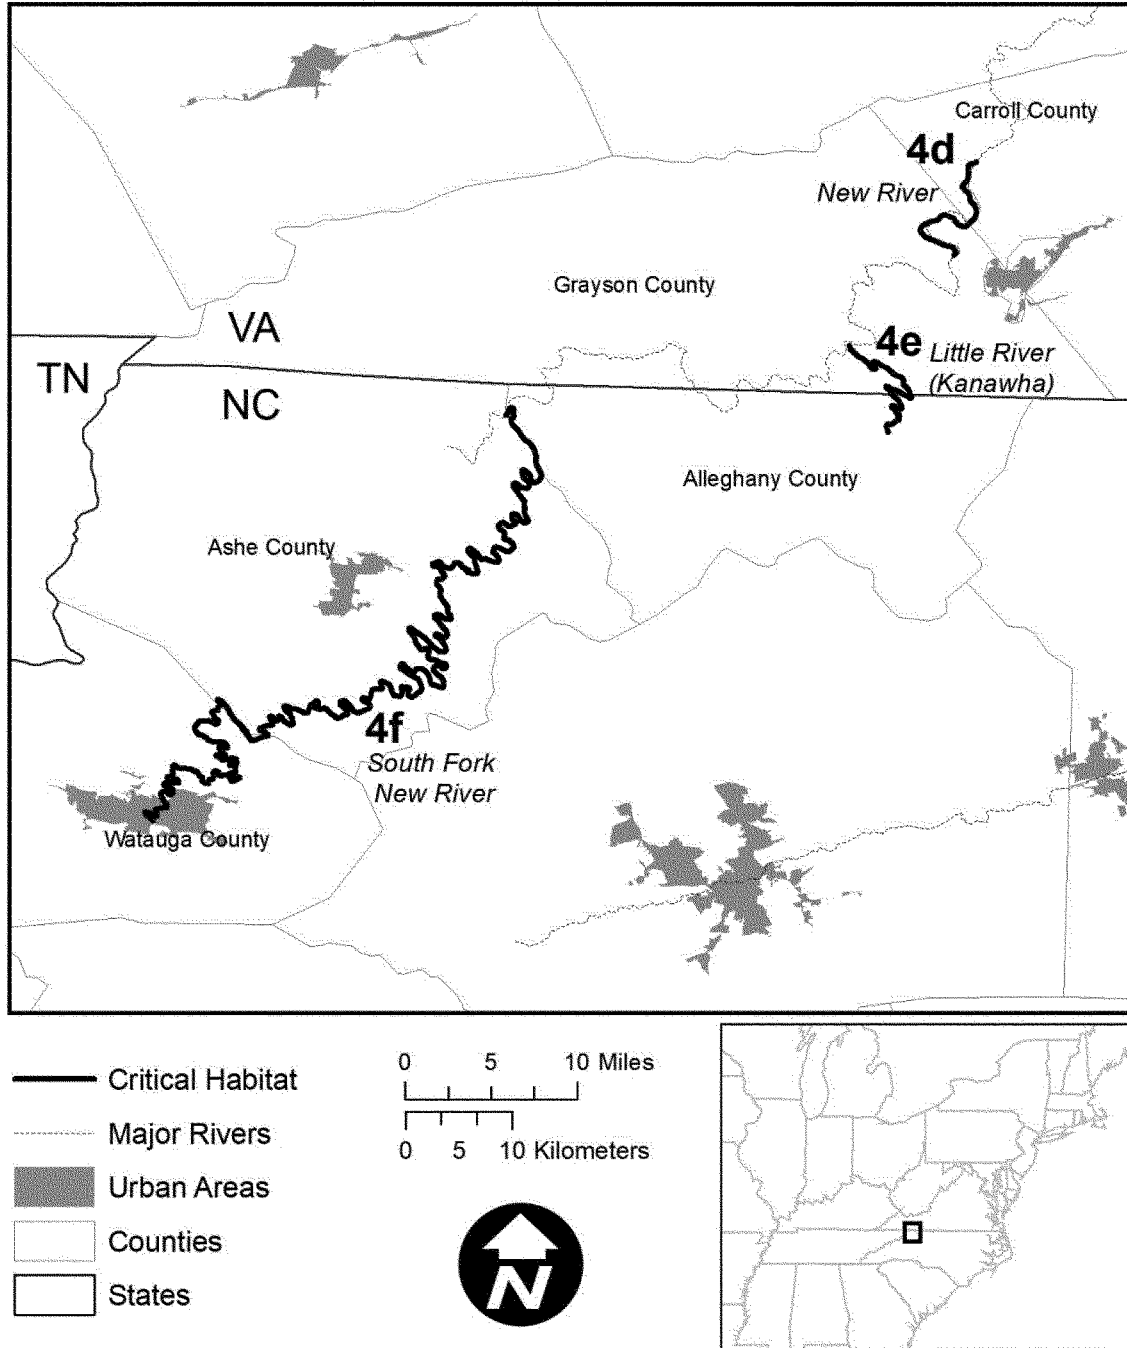 Carroll County
4d
New River
Grayson County
VA
4e
Little River
(Kanawha)
TN
NC
Alleghany County
Ashe County
4f
South Fork
New River
Watauga County
Critical Habitat
Major Rivers
Urban Areas
Counties
States
0 5 10 Miles
0 5 10 Kilometers
N